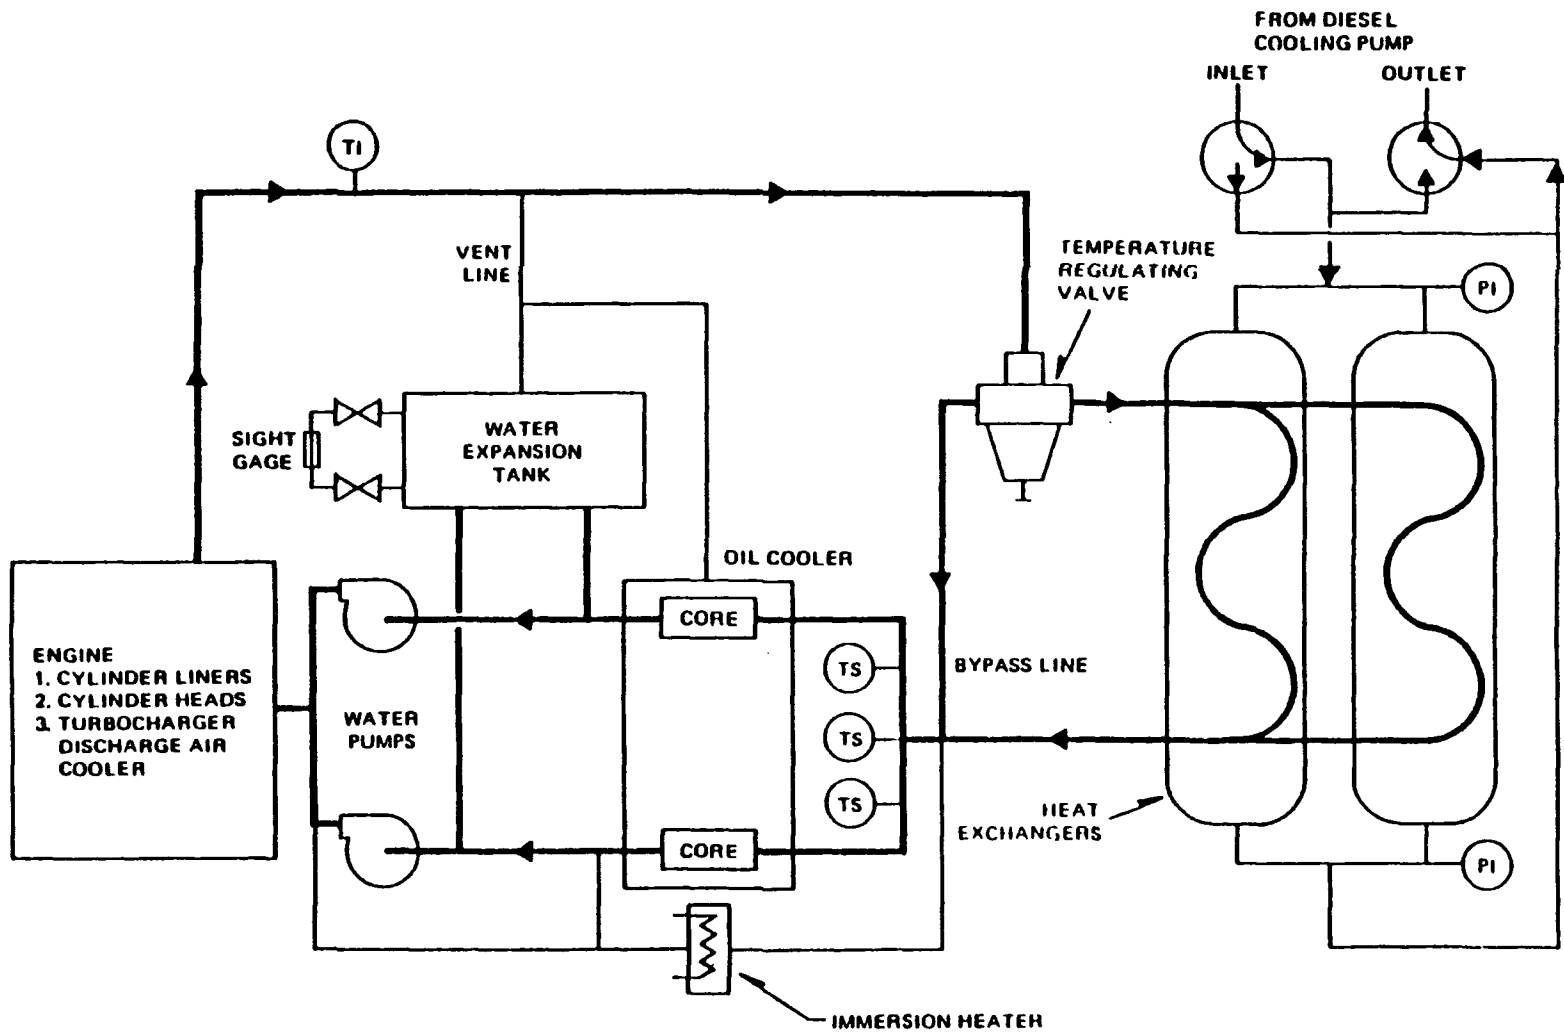 FROM DIESEL
COOLING PUMP
INLET
OUTLET
TI
VENT
LINE
TEMPERATURE
REGULATING
VALVE
PI
SIGHT
GAGE
WATER
EXPANSION
TANK
OIL COOLER
CORE
ENGINE
1. CYLINDER LINERS
2. CYLINDER HEADS
3. TURBOCHARGER
DISCHARGE AIR
COOLER
WATER
PUMPS
TS
TS
TS
BYPASS LINE
CORE
HEAT
EXCHANGERS
PI
IMMERSION HEATER